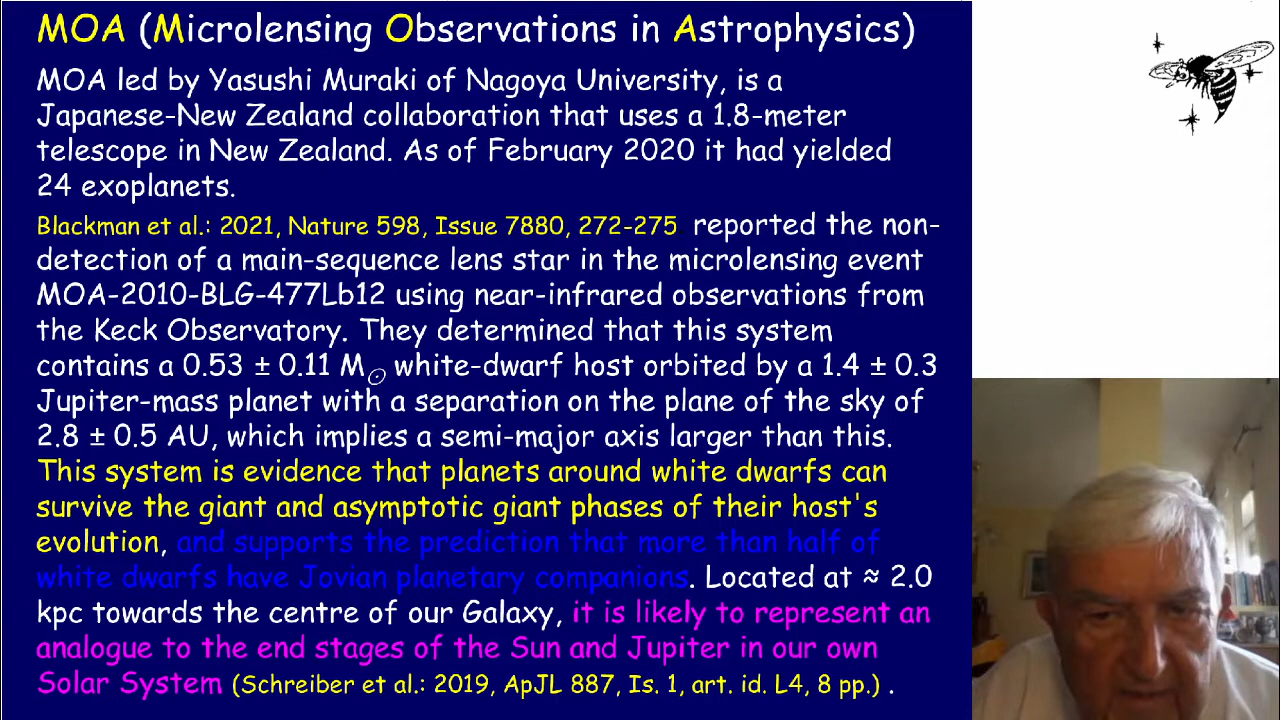 MOA (Microlensing Observations in Astrophysics)
MOA led by Yasushi Muraki of Nagoya University, is a
Japanese-New Zealand collaboration that uses a 1.8-meter
telescope in New Zealand. As of February 2020 it had yielded
24 exoplanets.
Blackman et al.: 2021, Nature 598, Issue 7880, 272-275 reported the non-
detection of a main-sequence lens star in the microlensing event
MOA-2010-BLG-477Lb12 using near-infrared observations from
the Keck Observatory. They determined that this system
contains a 0.53 ± 0.11 M☉ white-dwarf host orbited by a 1.4 ± 0.3
Jupiter-mass planet with a separation on the plane of the sky of
2.8 ± 0.5 AU, which implies a semi-major axis larger than this.
This system is evidence that planets around white dwarfs can
survive the giant and asymptotic giant phases of their host's
evolution, and supports the prediction that more than half of
white dwarfs have Jovian planetary companions. Located at ≈ 2.0
kpc towards the centre of our Galaxy, it is likely to represent an
analogue to the end stages of the Sun and Jupiter in our own
Solar System (Schreiber et al.: 2019, ApJL 887, Is. 1, art. id. L4, 8 pp.) .